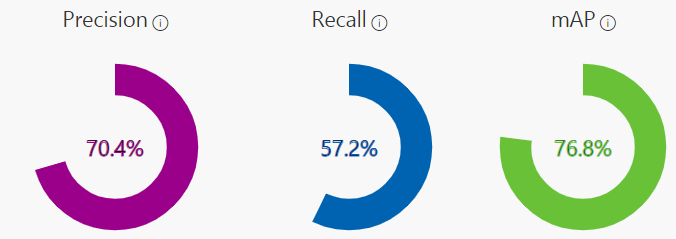 Precision ⓘ Recall ⓘ mAP ⓘ
70.4% 57.2% 76.8%